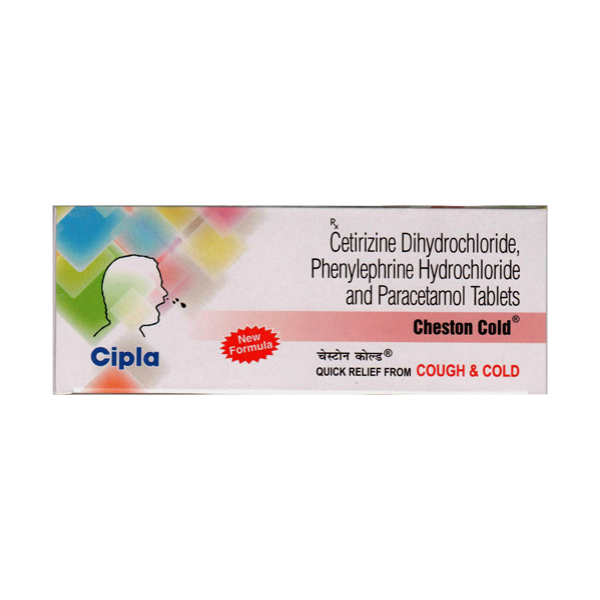 Rx
Cetirizine Dihydrochloride,
Phenylephrine Hydrochloride
and Paracetamol Tablets
Cheston Cold®
New
Formula
Cipla
चेस्टोन कोल्ड®
QUICK RELIEF FROM COUGH & COLD